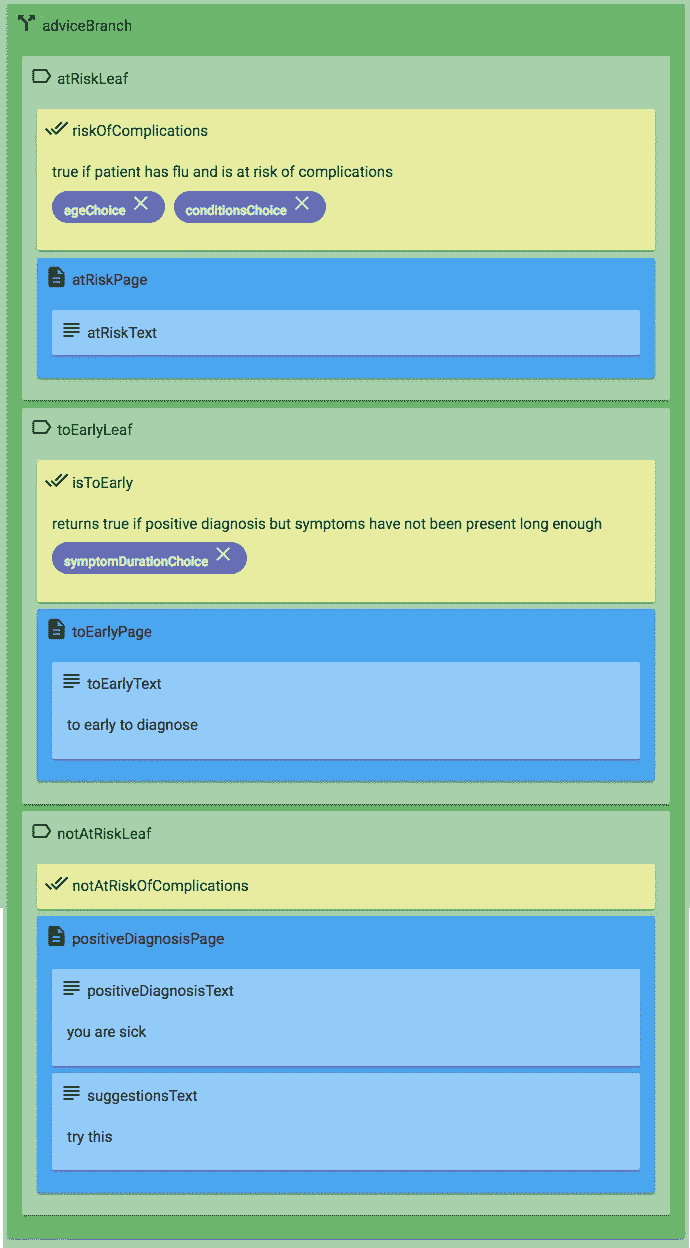 adviceBranch
atRiskLeaf
riskOfComplications
true if patient has flu and is at risk of complications
ageChoice conditionsChoice
atRiskPage
atRiskText
toEarlyLeaf
isToEarly
returns true if positive diagnosis but symptoms have not been present long enough
symptomDurationChoice
toEarlyPage
toEarlyText
to early to diagnose
notAtRiskLeaf
notAtRiskOfComplications
positiveDiagnosisPage
positiveDiagnosisText
you are sick
suggestionsText
try this